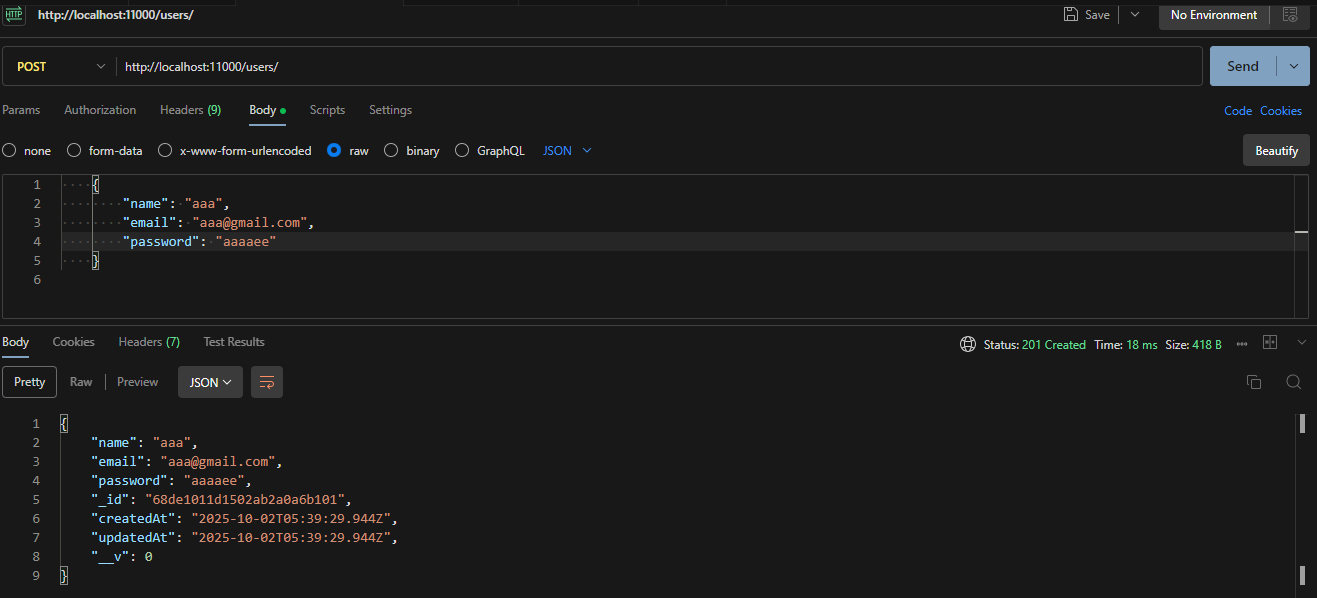 HTTP http://localhost:11000/users/ Save No Environment
POST http://localhost:11000/users/ Send
Params Authorization Headers (9) Body Scripts Settings Code Cookies
none form-data x-www-form-urlencoded raw binary GraphQL JSON Beautify
1 {
2 "name": "aaa",
3 "email": "aaa@gmail.com",
4 "password": "aaaaee"
5 }
6
Body Cookies Headers (7) Test Results Status: 201 Created Time: 18 ms Size: 418 B
Pretty Raw Preview JSON
1 {
2 "name": "aaa",
3 "email": "aaa@gmail.com",
4 "password": "aaaaee",
5 "_id": "68de1011d1502ab2a0a6b101",
6 "createdAt": "2025-10-02T05:39:29.944Z",
7 "updatedAt": "2025-10-02T05:39:29.944Z",
8 "__v": 0
9 }